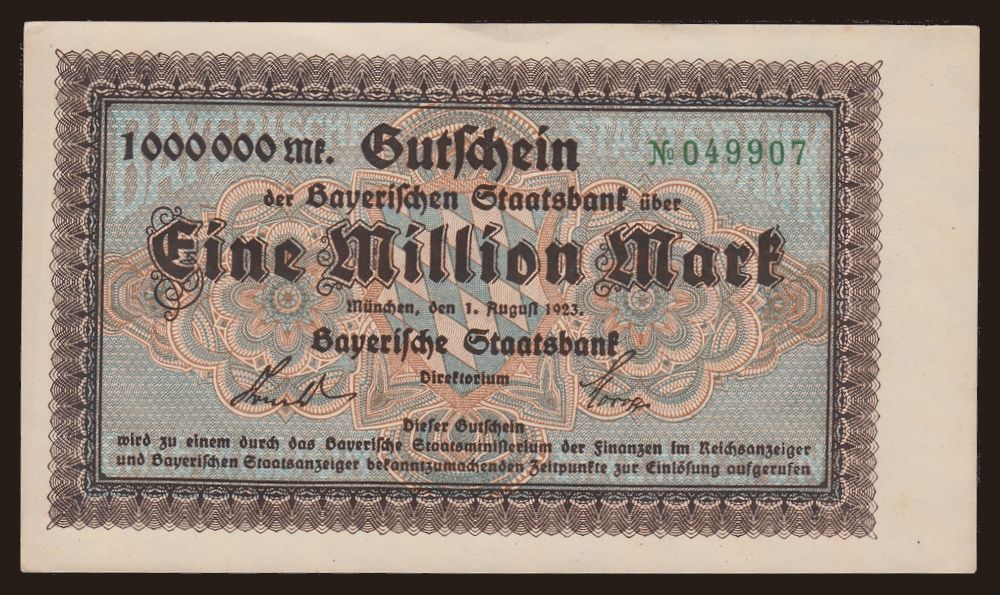 1000000 Mk. Gutschein № 049907
der Bayerischen Staatsbank über
Eine Million Mark
München, den 1. August 1923.
Bayerische Staatsbank
Direktorium
Dieser Gutschein
wird zu einem durch das Bayerische Staatsministerium der Finanzen im Reichsanzeiger
und Bayerischen Staatsanzeiger bekanntzumachenden Zeitpunkte zur Einlösung aufgerufen